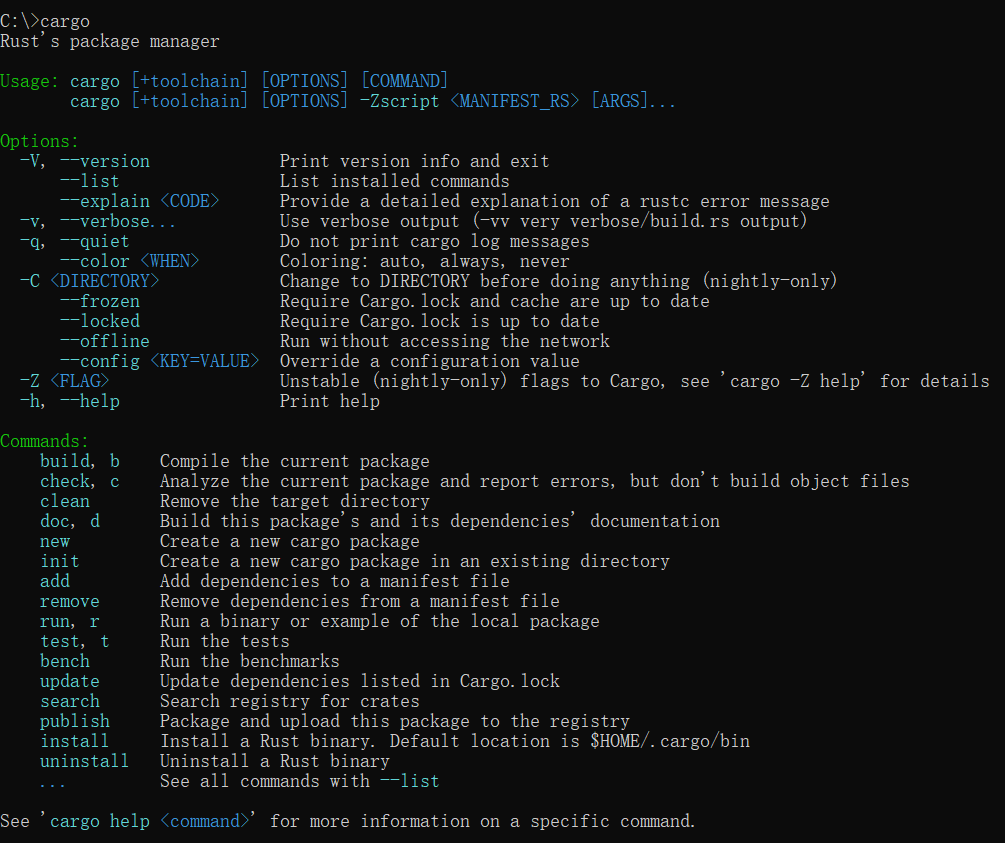 C:\>cargo
Rust's package manager

Usage: cargo [+toolchain] [OPTIONS] [COMMAND]
       cargo [+toolchain] [OPTIONS] -Zscript <MANIFEST_RS> [ARGS]...

Options:
  -V, --version             Print version info and exit
      --list                List installed commands
      --explain <CODE>      Provide a detailed explanation of a rustc error message
  -v, --verbose...          Use verbose output (-vv very verbose/build.rs output)
  -q, --quiet               Do not print cargo log messages
      --color <WHEN>        Coloring: auto, always, never
  -C <DIRECTORY>            Change to DIRECTORY before doing anything (nightly-only)
      --frozen              Require Cargo.lock and cache are up to date
      --locked              Require Cargo.lock is up to date
      --offline             Run without accessing the network
      --config <KEY=VALUE>  Override a configuration value
  -Z <FLAG>                 Unstable (nightly-only) flags to Cargo, see 'cargo -Z help' for details
  -h, --help                Print help

Commands:
    build, b    Compile the current package
    check, c    Analyze the current package and report errors, but don't build object files
    clean       Remove the target directory
    doc, d      Build this package's and its dependencies' documentation
    new         Create a new cargo package
    init        Create a new cargo package in an existing directory
    add         Add dependencies to a manifest file
    remove      Remove dependencies from a manifest file
    run, r      Run a binary or example of the local package
    test, t     Run the tests
    bench       Run the benchmarks
    update      Update dependencies listed in Cargo.lock
    search      Search registry for crates
    publish     Package and upload this package to the registry
    install     Install a Rust binary. Default location is $HOME/.cargo/bin
    uninstall   Uninstall a Rust binary
    ...         See all commands with --list

See 'cargo help <command>' for more information on a specific command.